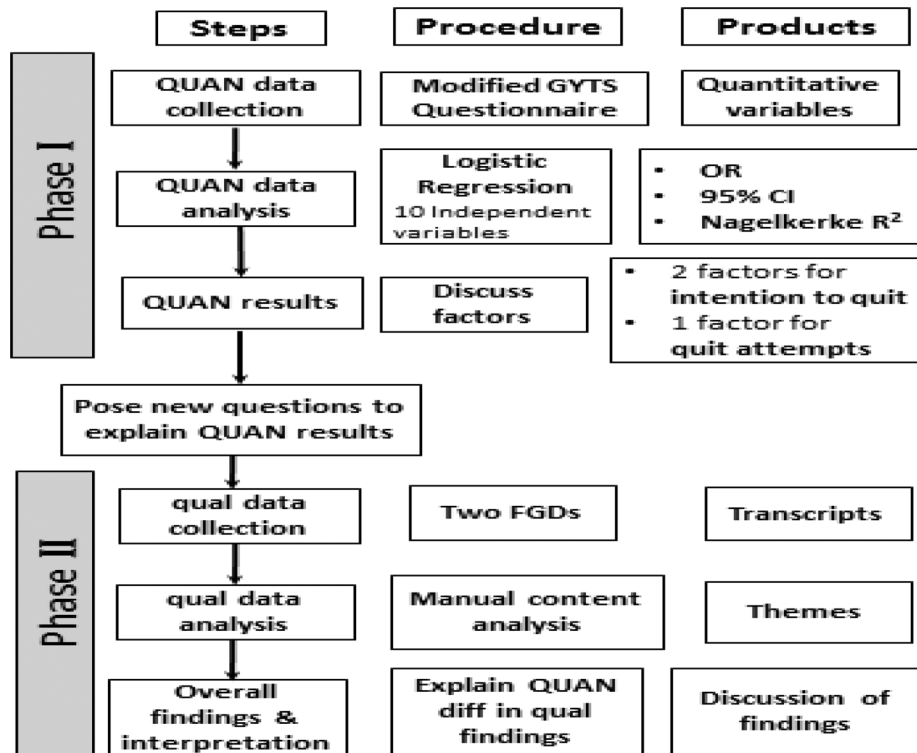 Steps
Procedure
Products
Phase I
QUAN data
collection
Modified GYTS
Questionnaire
Quantitative
variables
QUAN data
analysis
Logistic
Regression
10 Independent
variables
• OR
• 95% CI
• Nagelkerke R²
QUAN results
Discuss
factors
• 2 factors for
intention to quit
• 1 factor for
quit attempts
Pose new questions to
explain QUAN results
Phase II
qual data
collection
Two FGDs
Transcripts
qual data
analysis
Manual content
analysis
Themes
Overall
findings &
interpretation
Explain QUAN
diff in qual
findings
Discussion of
findings